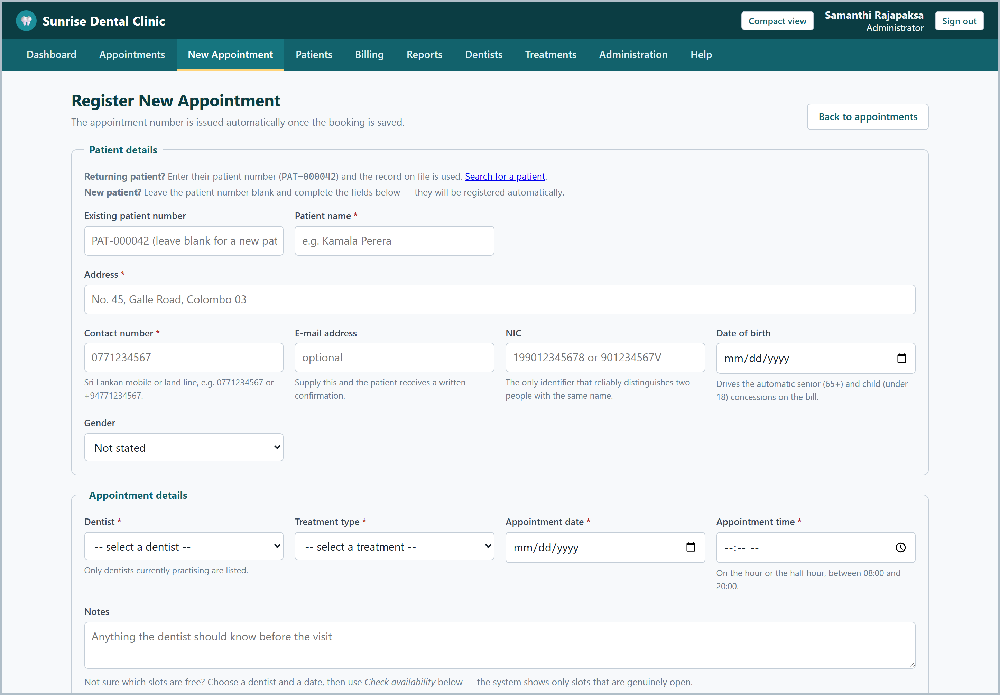 Sunrise Dental Clinic
Compact view
Samanthi Rajapaksa
Administrator
Sign out
Dashboard
Appointments
New Appointment
Patients
Billing
Reports
Dentists
Treatments
Administration
Help
Register New Appointment
The appointment number is issued automatically once the booking is saved.
Back to appointments
Patient details
Returning patient? Enter their patient number (PAT-000042) and the record on file is used. Search for a patient.
New patient? Leave the patient number blank and complete the fields below — they will be registered automatically.
Existing patient number
Patient name *
PAT-000042 (leave blank for a new pat
e.g. Kamala Perera
Address *
No. 45, Galle Road, Colombo 03
Contact number *
E-mail address
NIC
Date of birth
0771234567
optional
199012345678 or 901234567V
mm/dd/yyyy
Sri Lankan mobile or land line, e.g. 0771234567 or
+94771234567.
Supply this and the patient receives a written
confirmation.
The only identifier that reliably distinguishes two
people with the same name.
Drives the automatic senior (65+) and child (under
18) concessions on the bill.
Gender
Not stated
Appointment details
Dentist *
Treatment type *
Appointment date *
Appointment time *
-- select a dentist --
-- select a treatment --
mm/dd/yyyy
--:-- --
Only dentists currently practising are listed.
On the hour or the half hour, between 08:00 and
20:00.
Notes
Anything the dentist should know before the visit
Not sure which slots are free? Choose a dentist and a date, then use Check availability below — the system shows only slots that are genuinely open.